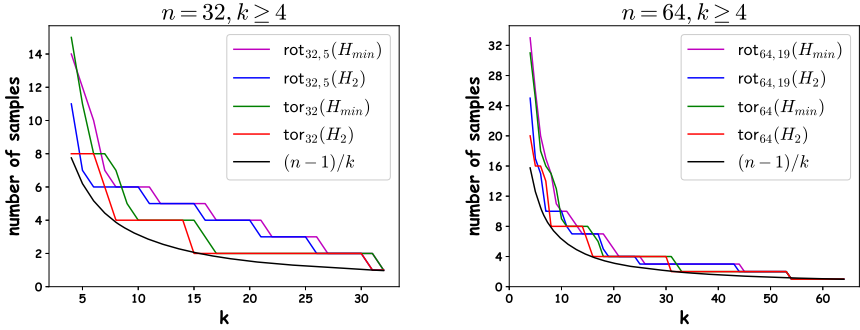 n = 32, k ≥ 4
number of samples
14
12
10
8
6
4
2
0
5
10
15
20
25
30
k
rot32,5(Hmin)
rot32,5(H2)
tor32(Hmin)
tor32(H2)
(n − 1)/k
n = 64, k ≥ 4
number of samples
32
28
24
20
16
12
8
4
0
0
10
20
30
40
50
60
k
rot64,19(Hmin)
rot64,19(H2)
tor64(Hmin)
tor64(H2)
(n − 1)/k